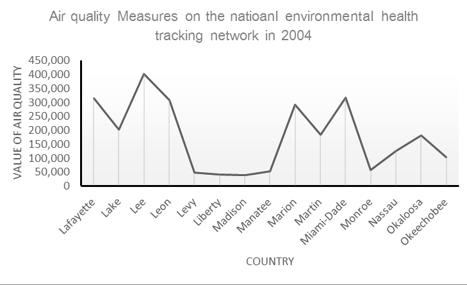 Air quality Measures on the natioanl environmental health
tracking network in 2004
VALUE OF AIR QUALITY
450,000
400,000
350,000
300,000
250,000
200,000
150,000
100,000
50,000
0
Lafayette
Lake
Lee
Leon
Levy
Liberty
Madison
Manatee
Marion
Martin
Miami-Dade
Monroe
Nassau
Okaloosa
Okeechobee
COUNTRY